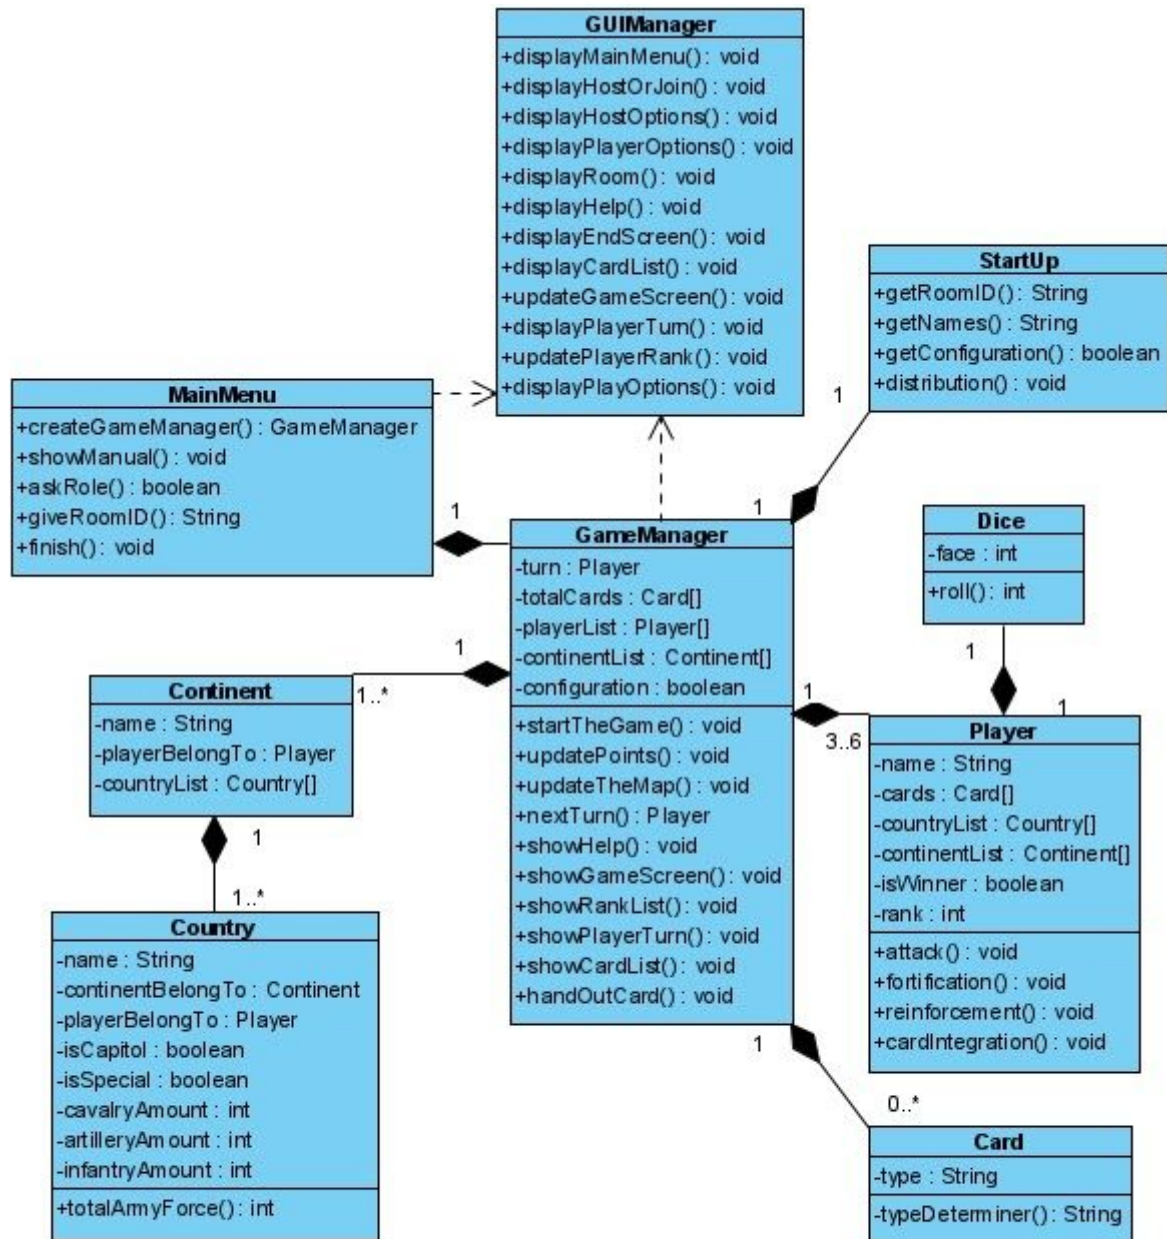 GUIManager
+displayMainMenu() : void
+displayHostOrJoin() : void
+displayHostOptions() : void
+displayPlayerOptions() : void
+displayRoom() : void
+displayHelp() : void
+displayEndScreen() : void
+displayCardList() : void
+updateGameScreen() : void
+displayPlayerTurn() : void
+updatePlayerRank() : void
+displayPlayOptions() : void
StartUp
+getRoomID() : String
+getNames() : String
+getConfiguration() : boolean
+distribution() : void
1
1
MainMenu
+createGameManager() : GameManager
+showManual() : void
+askRole() : boolean
+giveRoomID() : String
+finish() : void
1
GameManager
-turn : Player
-totalCards : Card[]
-playerList : Player[]
-continentList : Continent[]
-configuration : boolean
+startTheGame() : void
+updatePoints() : void
+updateTheMap() : void
+nextTurn() : Player
+showHelp() : void
+showGameScreen() : void
+showRankList() : void
+showPlayerTurn() : void
+showCardList() : void
+handOutCard() : void
Dice
-face : int
+roll() : int
1
1
1
3..6
Player
-name : String
-cards : Card[]
-countryList : Country[]
-continentList : Continent[]
-isWinner : boolean
-rank : int
+attack() : void
+fortification() : void
+reinforcement() : void
+cardIntegration() : void
1
1..*
Continent
-name : String
-playerBelongTo : Player
-countryList : Country[]
1
1..*
Country
-name : String
-continentBelongTo : Continent
-playerBelongTo : Player
-isCapitol : boolean
-isSpecial : boolean
-cavalryAmount : int
-artilleryAmount : int
-infantryAmount : int
+totalArmyForce() : int
1
0..*
Card
-type : String
-typeDeterminer() : String